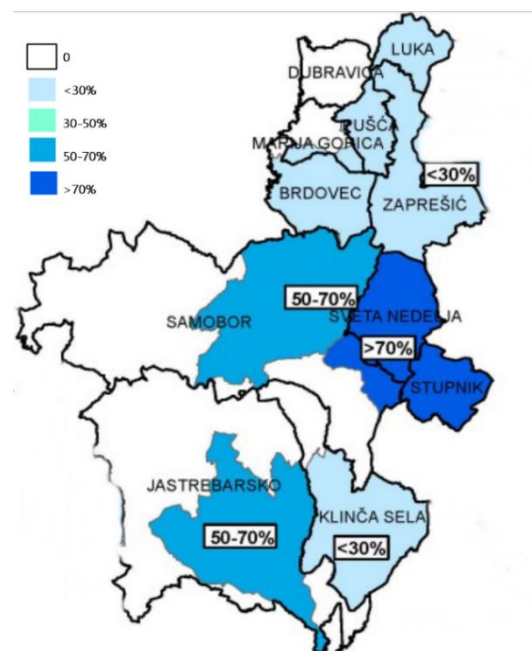 0
<30%
30-50%
50-70%
>70%
LUKA
DUBRAVICA
PUŠĆA
MARIJA GORICA
<30%
BRDOVEC
ZAPREŠIĆ
50-70%
SAMOBOR
SVETA NEDELJA
>70%
STUPNIK
JASTREBARSKO
50-70%
KLINČA SELA
<30%